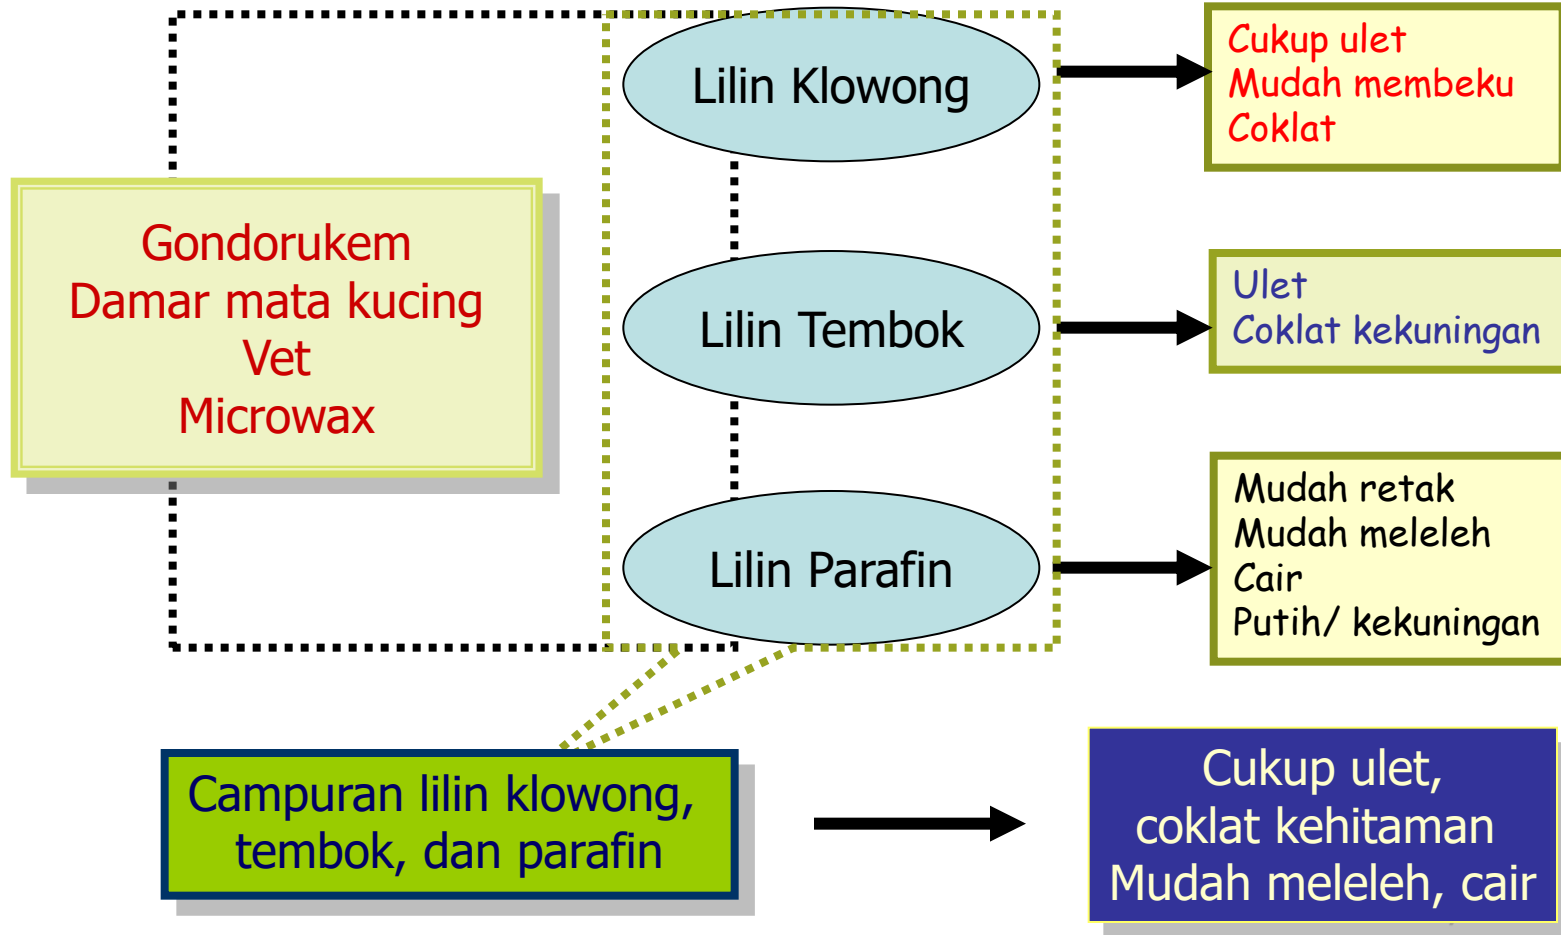 Lilin Klowong
Cukup ulet
Mudah membeku
Coklat
Gondorukem
Damar mata kucing
Vet
Microwax
Lilin Tembok
Ulet
Coklat kekuningan
Lilin Parafin
Mudah retak
Mudah meleleh
Cair
Putih/ kekuningan
Campuran lilin klowong,
tembok, dan parafin
Cukup ulet,
coklat kehitaman
Mudah meleleh, cair